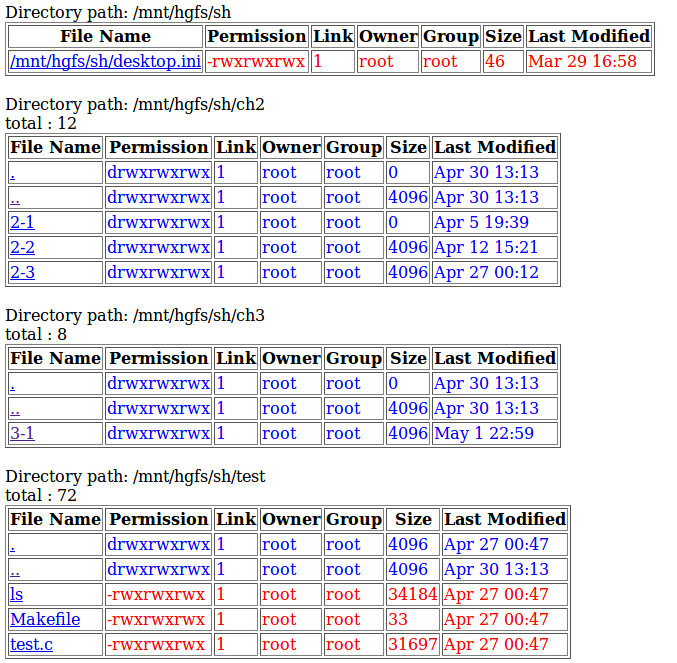 Directory path: /mnt/hgfs/sh
File Name Permission Link Owner Group Size Last Modified
/mnt/hgfs/sh/desktop.ini -rwxrwxrwx 1 root root 46 Mar 29 16:58
Directory path: /mnt/hgfs/sh/ch2
total : 12
File Name Permission Link Owner Group Size Last Modified
. drwxrwxrwx 1 root root 0 Apr 30 13:13
.. drwxrwxrwx 1 root root 4096 Apr 30 13:13
2-1 drwxrwxrwx 1 root root 0 Apr 5 19:39
2-2 drwxrwxrwx 1 root root 4096 Apr 12 15:21
2-3 drwxrwxrwx 1 root root 4096 Apr 27 00:12
Directory path: /mnt/hgfs/sh/ch3
total : 8
File Name Permission Link Owner Group Size Last Modified
. drwxrwxrwx 1 root root 0 Apr 30 13:13
.. drwxrwxrwx 1 root root 4096 Apr 30 13:13
3-1 drwxrwxrwx 1 root root 4096 May 1 22:59
Directory path: /mnt/hgfs/sh/test
total : 72
File Name Permission Link Owner Group Size Last Modified
. drwxrwxrwx 1 root root 4096 Apr 27 00:47
.. drwxrwxrwx 1 root root 4096 Apr 30 13:13
ls -rwxrwxrwx 1 root root 34184 Apr 27 00:47
Makefile -rwxrwxrwx 1 root root 33 Apr 27 00:47
test.c -rwxrwxrwx 1 root root 31697 Apr 27 00:47